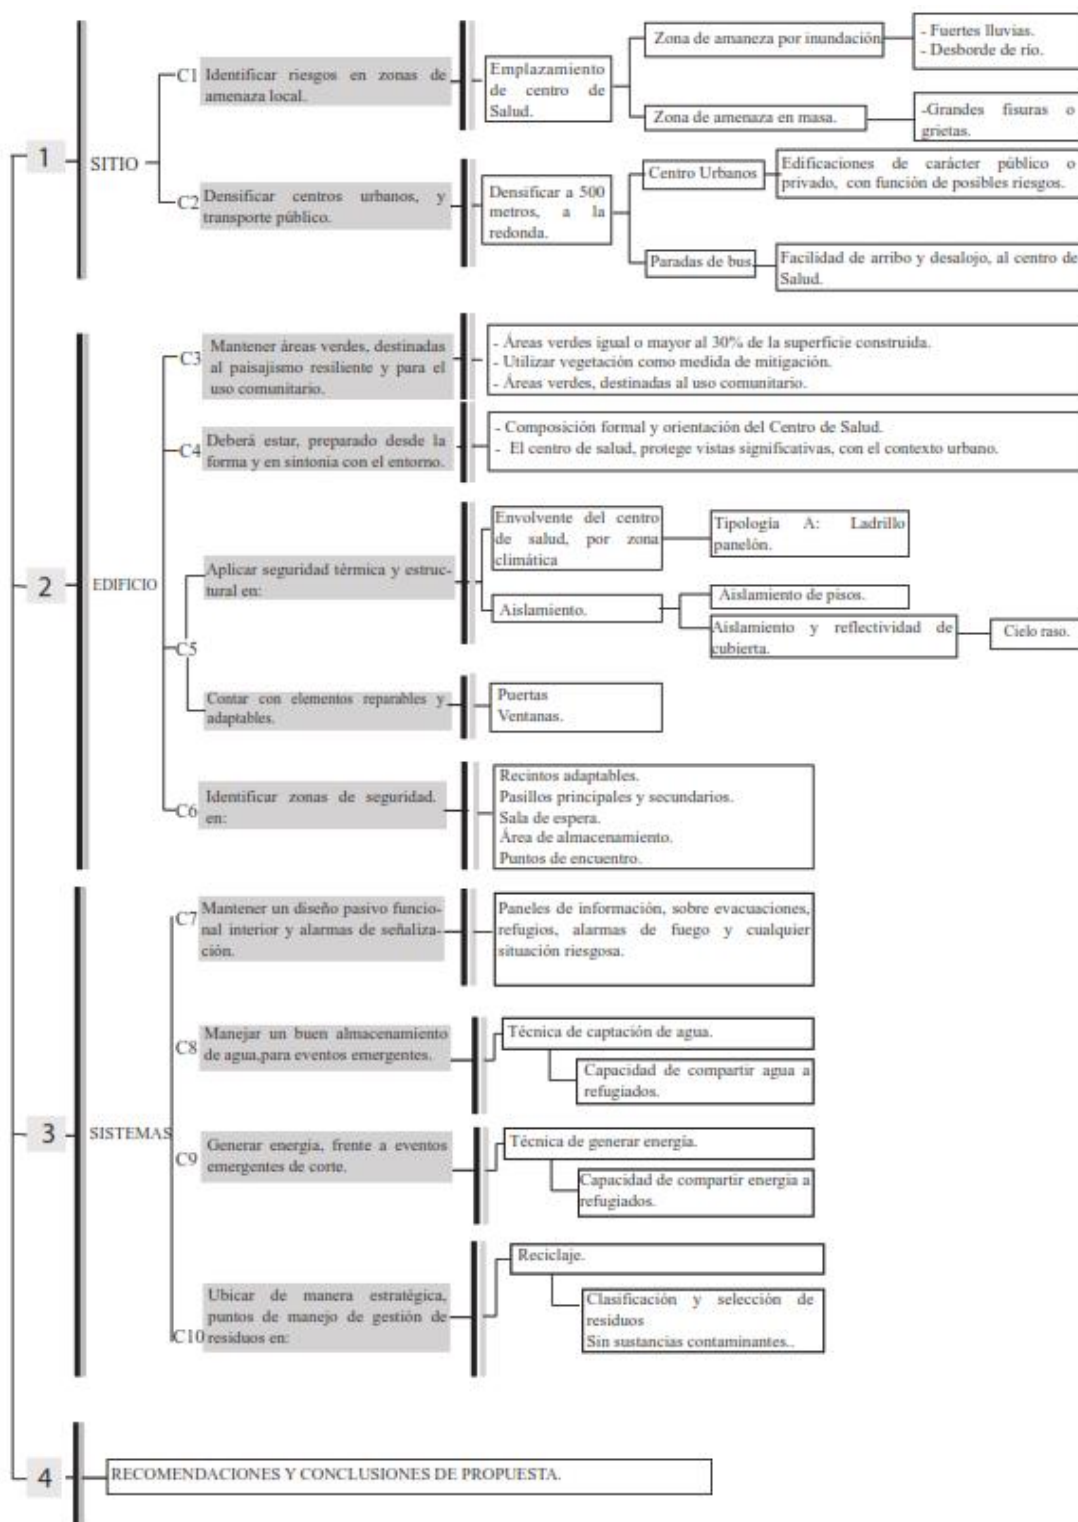 1
SITIO
C1
Identificar riesgos en zonas de
amenaza local.
Emplazamiento
de centro de
Salud.
Zona de amaneza por inundación
- Fuertes lluvias.
- Desborde de río.
Zona de amenaza en masa.
-Grandes fisuras o
grietas.
C2
Densificar centros urbanos, y
transporte público.
Densificar a 500
metros, a la
redonda.
Centro Urbanos
Edificaciones de carácter público o
privado, con función de posibles riesgos.
Paradas de bus.
Facilidad de arribo y desalojo, al centro de
Salud.
2
EDIFICIO
C3
Mantener áreas verdes, destinadas
al paisajismo resiliente y para el
uso comunitario.
- Áreas verdes igual o mayor al 30% de la superficie construida.
- Utilizar vegetación como medida de mitigación.
- Áreas verdes, destinadas al uso comunitario.
C4
Deberá estar, preparado desde la
forma y en sintonia con el entorno.
- Composición formal y orientación del Centro de Salud.
- El centro de salud, protege vistas significativas, con el contexto urbano.
C5
Aplicar seguridad térmica y estruc-
tural en:
Envolvente del centro
de salud, por zona
climática
Tipología A: Ladrillo
panelón.
Aislamiento.
Aislamiento de pisos.
Aislamiento y reflectividad de
cubierta.
Cielo raso.
Contar con elementos reparables y
adaptables.
Puertas
Ventanas.
C6
Identificar zonas de seguridad.
en:
Recintos adaptables.
Pasillos principales y secundarios.
Sala de espera.
Área de almacenamiento.
Puntos de encuentro.
3
SISTEMAS
C7
Mantener un diseño pasivo funcio-
nal interior y alarmas de señaliza-
ción.
Paneles de información, sobre evacuaciones,
refugios, alarmas de fuego y cualquier
situación riesgosa.
C8
Manejar un buen almacenamiento
de agua,para eventos emergentes.
Técnica de captación de agua.
Capacidad de compartir agua a
refugiados.
C9
Generar energía, frente a eventos
emergentes de corte.
Técnica de generar energía.
Capacidad de compartir energia a
refugiados.
C10
Ubicar de manera estratégica,
puntos de manejo de gestión de
residuos en:
Reciclaje.
Clasificación y selección de
residuos
Sin sustancias contaminantes..
4
RECOMENDACIONES Y CONCLUSIONES DE PROPUESTA.